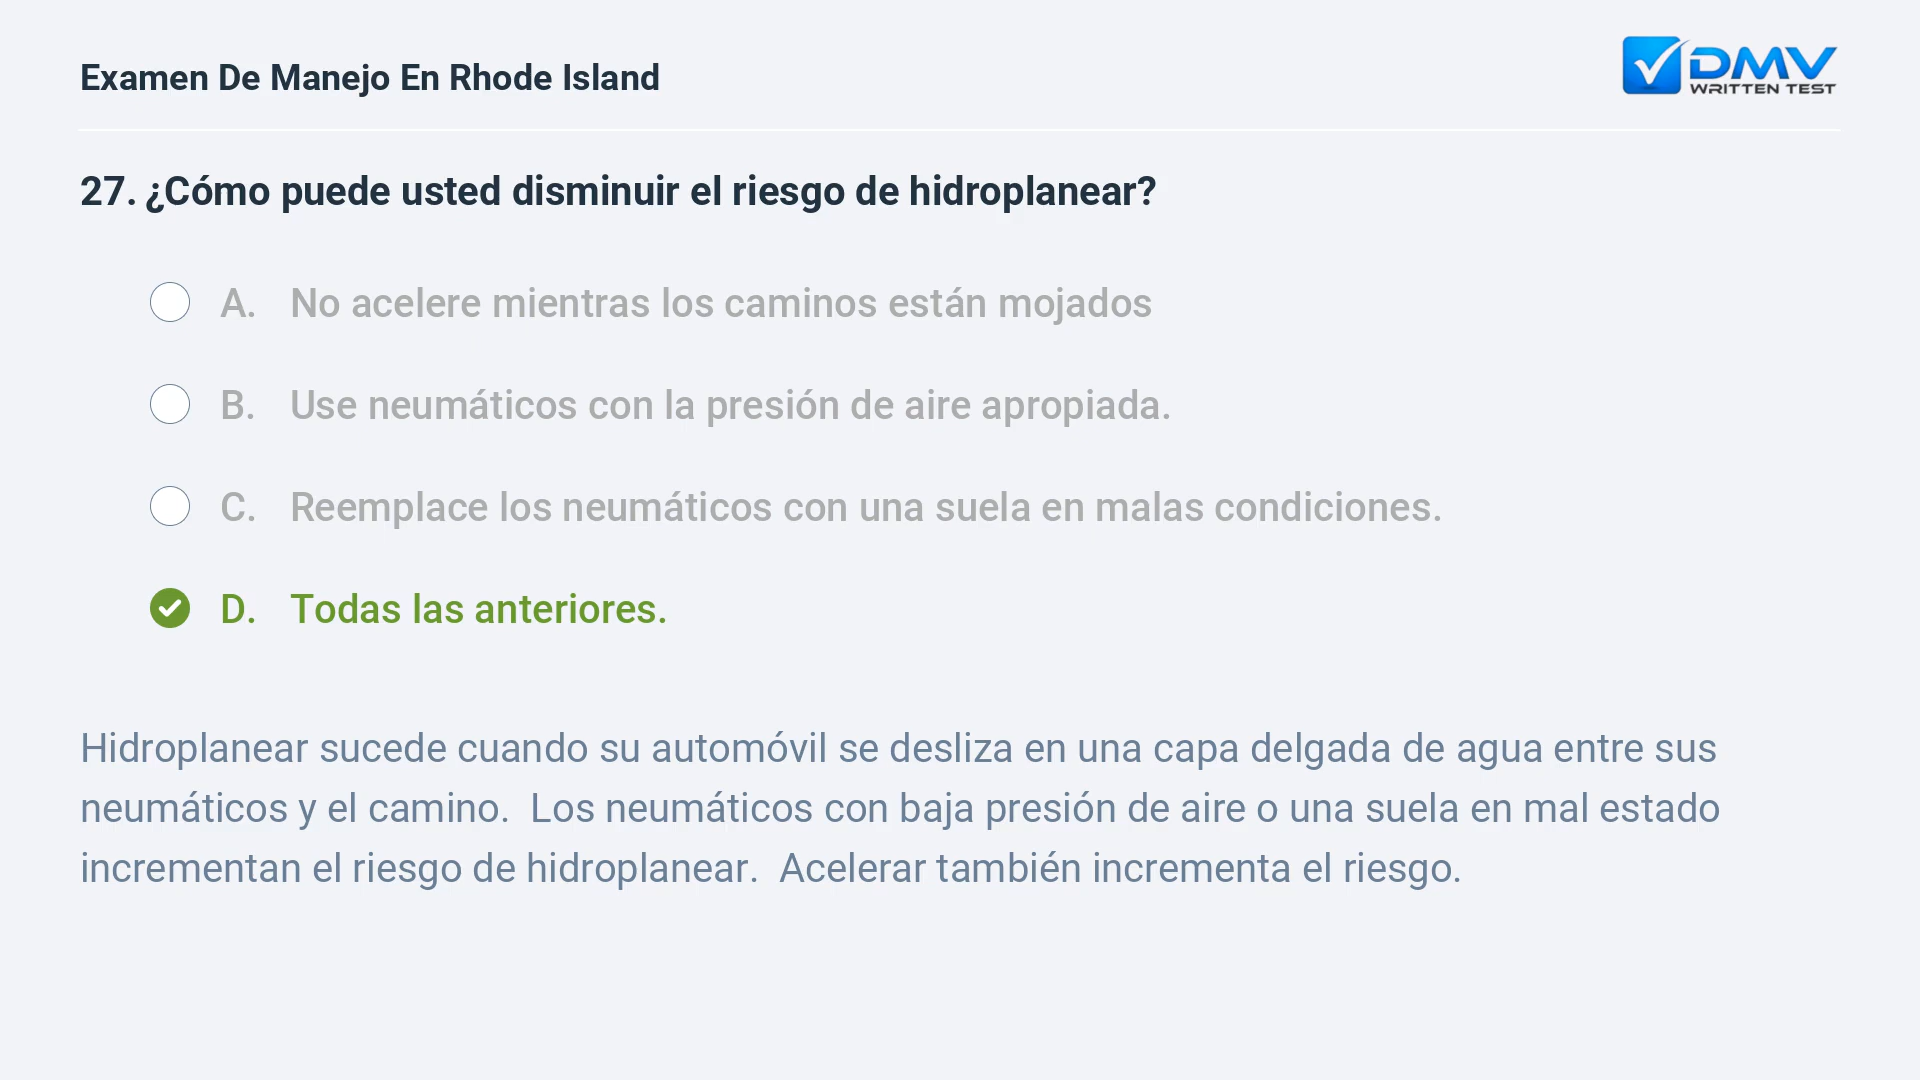 Examen De Manejo En Rhode Island
DMV
WRITTEN TEST
27. ¿Cómo puede usted disminuir el riesgo de hidroplanear?
A. No acelere mientras los caminos están mojados
B. Use neumáticos con la presión de aire apropiada.
C. Reemplace los neumáticos con una suela en malas condiciones.
D. Todas las anteriores.
Hidroplanear sucede cuando su automóvil se desliza en una capa delgada de agua entre sus
neumáticos y el camino.  Los neumáticos con baja presión de aire o una suela en mal estado
incrementan el riesgo de hidroplanear.  Acelerar también incrementa el riesgo.